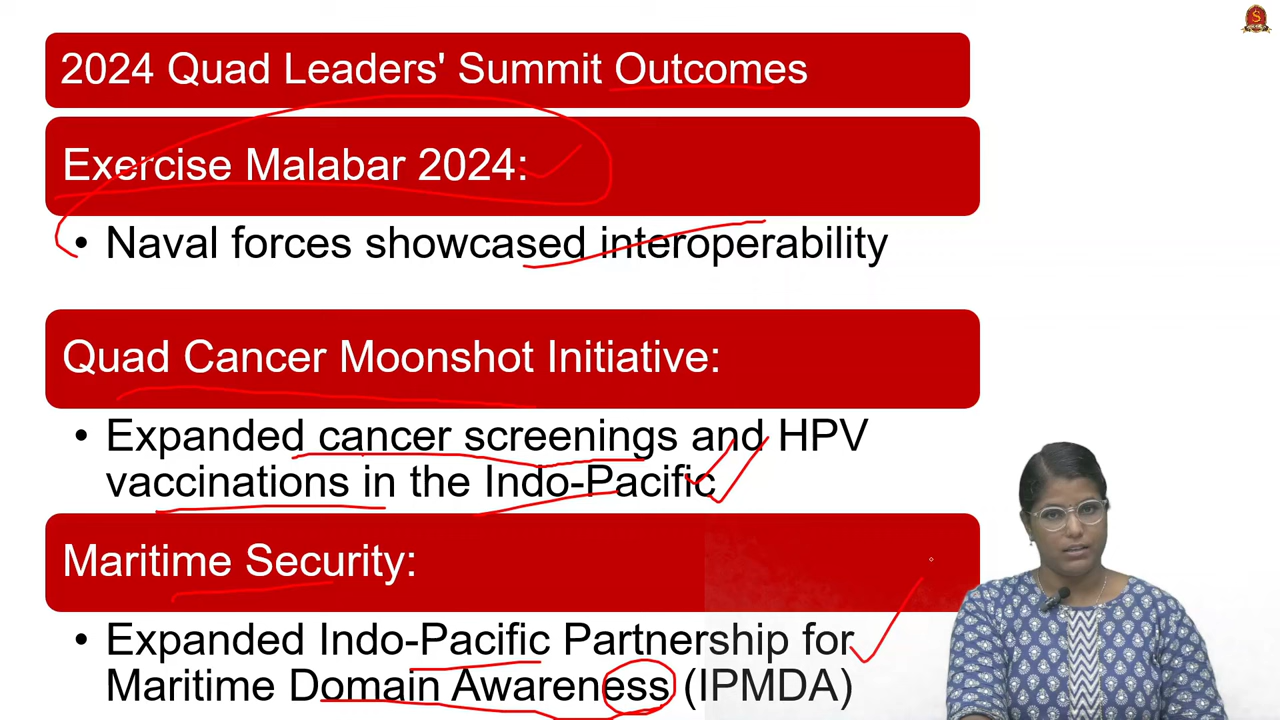 2024 Quad Leaders' Summit Outcomes
Exercise Malabar 2024:
• Naval forces showcased interoperability
Quad Cancer Moonshot Initiative:
• Expanded cancer screenings and HPV
vaccinations in the Indo-Pacific
Maritime Security:
• Expanded Indo-Pacific Partnership for
Maritime Domain Awareness (IPMDA)